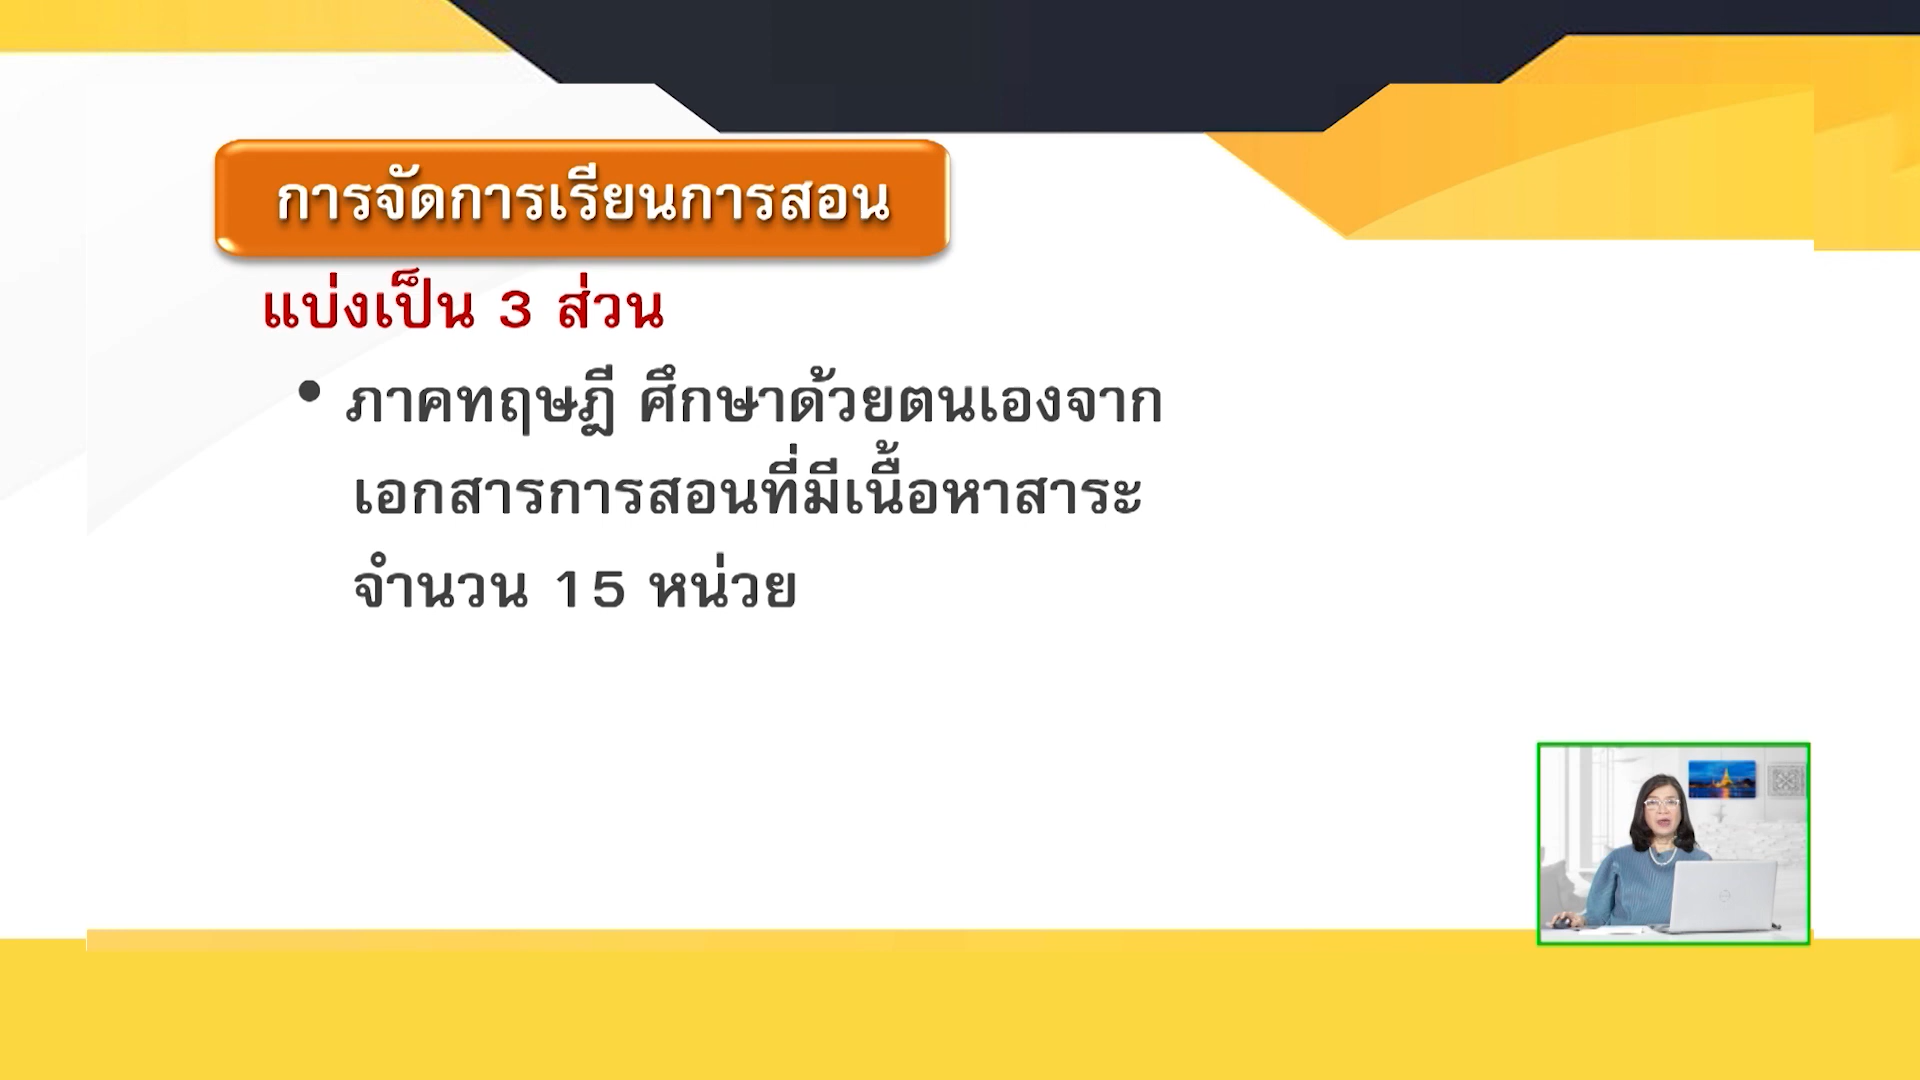 การจัดการเรียนการสอน
แบ่งเป็น 3 ส่วน
• ภาคทฤษฎี ศึกษาด้วยตนเองจาก
เอกสารการสอนที่มีเนื้อหาสาระ
จำนวน 15 หน่วย